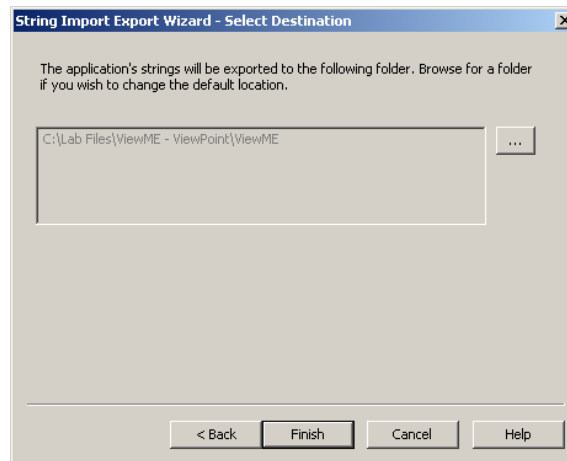 String Import Export Wizard - Select Destination
The application's strings will be exported to the following folder. Browse for a folder
if you wish to change the default location.
C:\Lab Files\ViewME - ViewPoint\ViewME
...
< Back Finish Cancel Help